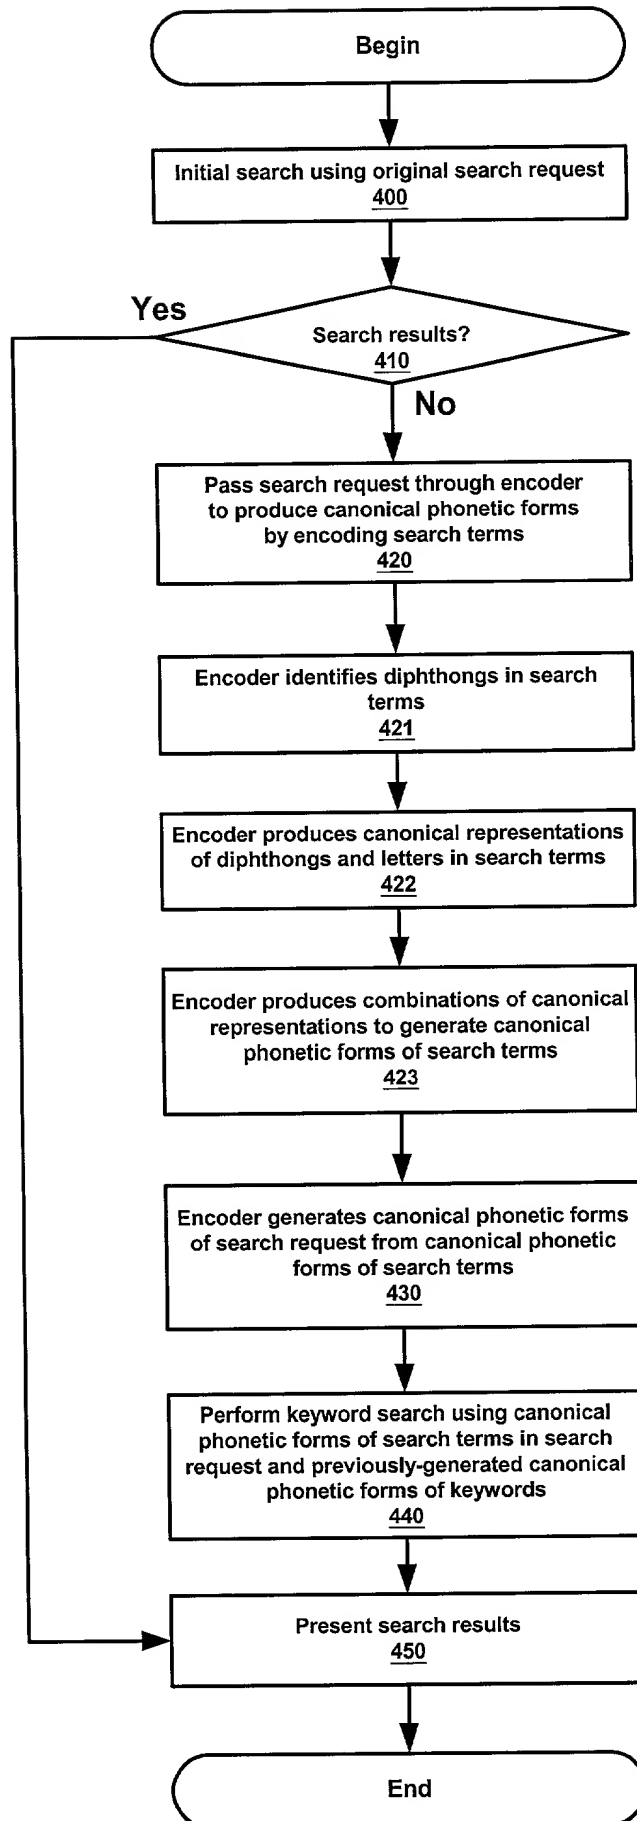 Begin
Initial search using original search request
400
Yes
Search results?
410
No
Pass search request through encoder
to produce canonical phonetic forms
by encoding search terms
420
Encoder identifies diphthongs in search
terms
421
Encoder produces canonical representations
of diphthongs and letters in search terms
422
Encoder produces combinations of canonical
representations to generate canonical
phonetic forms of search terms
423
Encoder generates canonical phonetic forms
of search request from canonical phonetic
forms of search terms
430
Perform keyword search using canonical
phonetic forms of search terms in search
request and previously-generated canonical
phonetic forms of keywords
440
Present search results
450
End